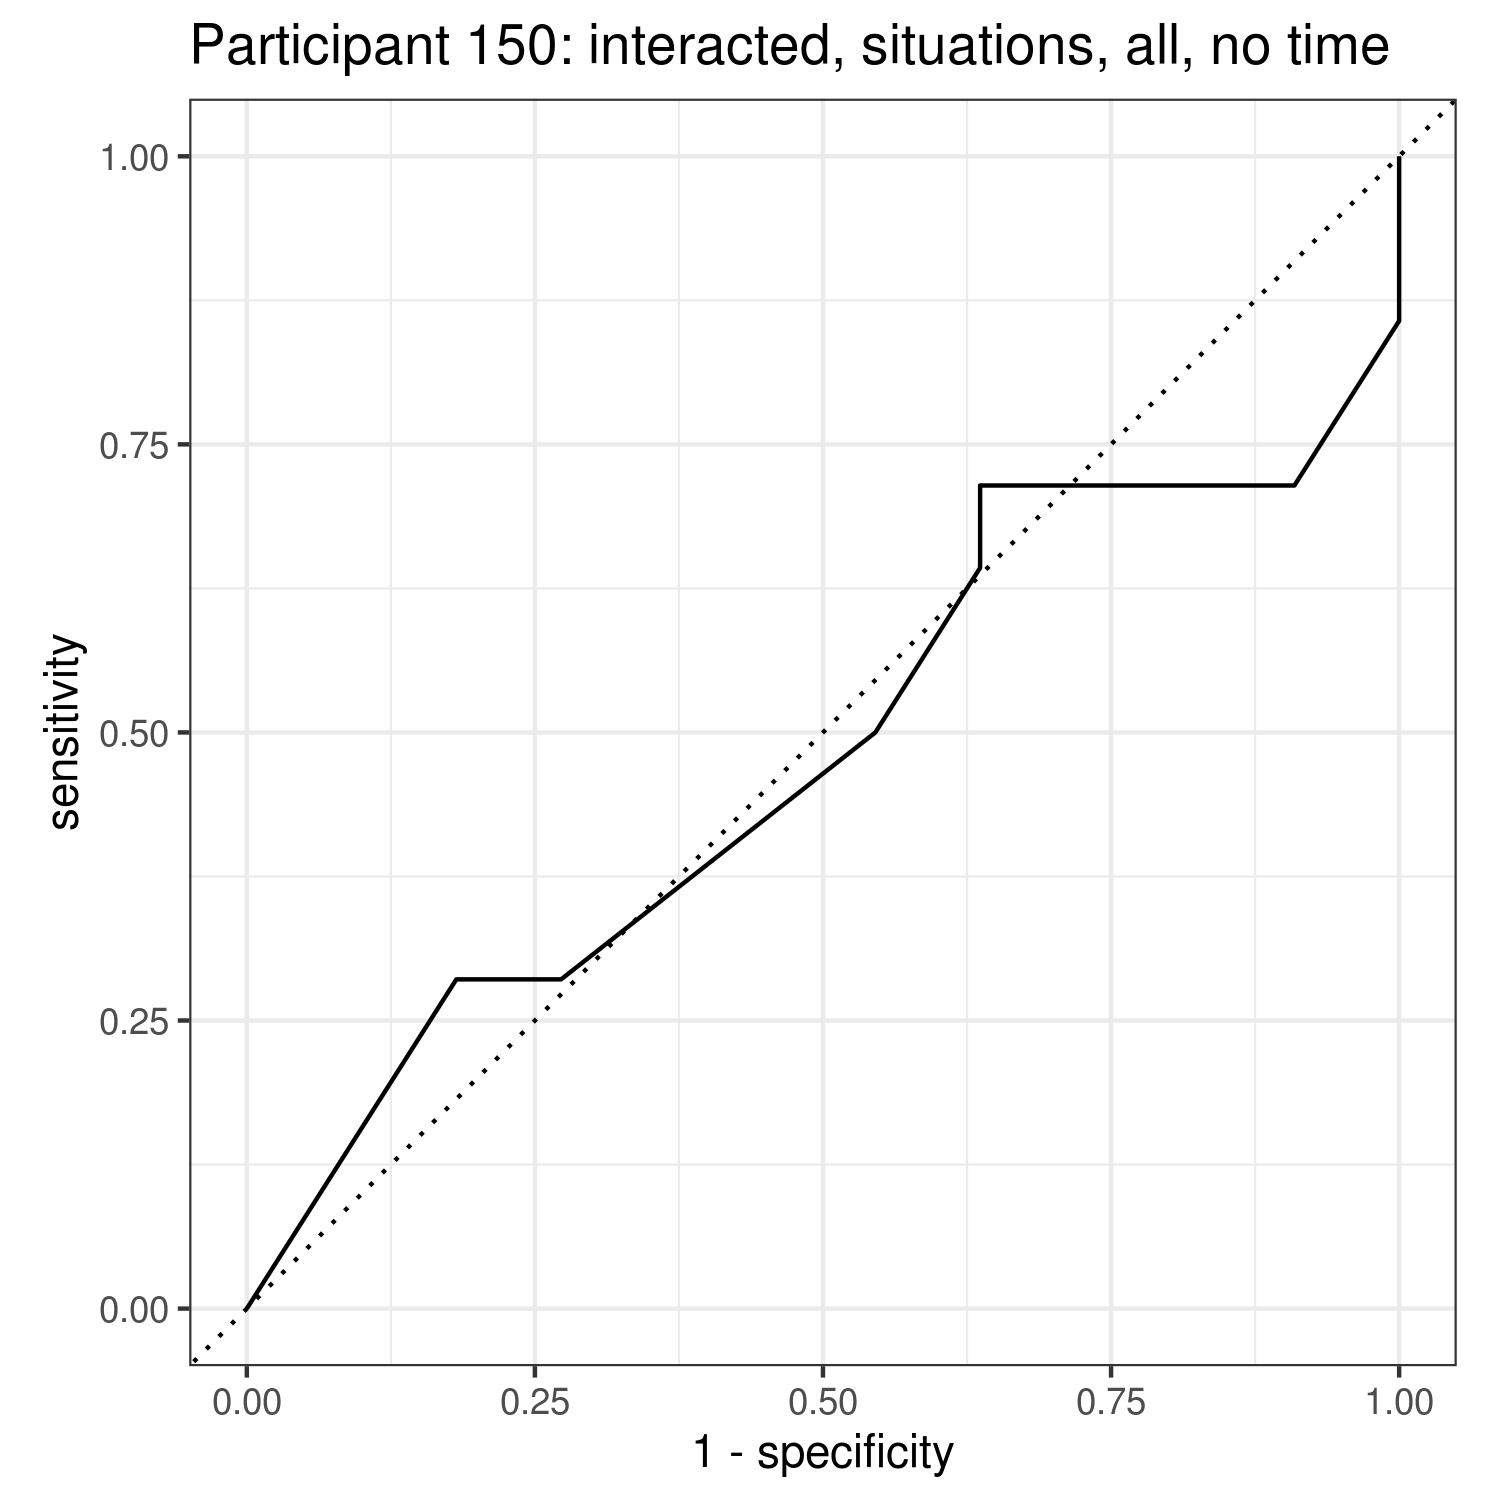 Participant 150: interacted, situations, all, no time
1.00
0.75
0.50
0.25
0.00
sensitivity
0.00 0.25 0.50 0.75 1.00
1 - specificity